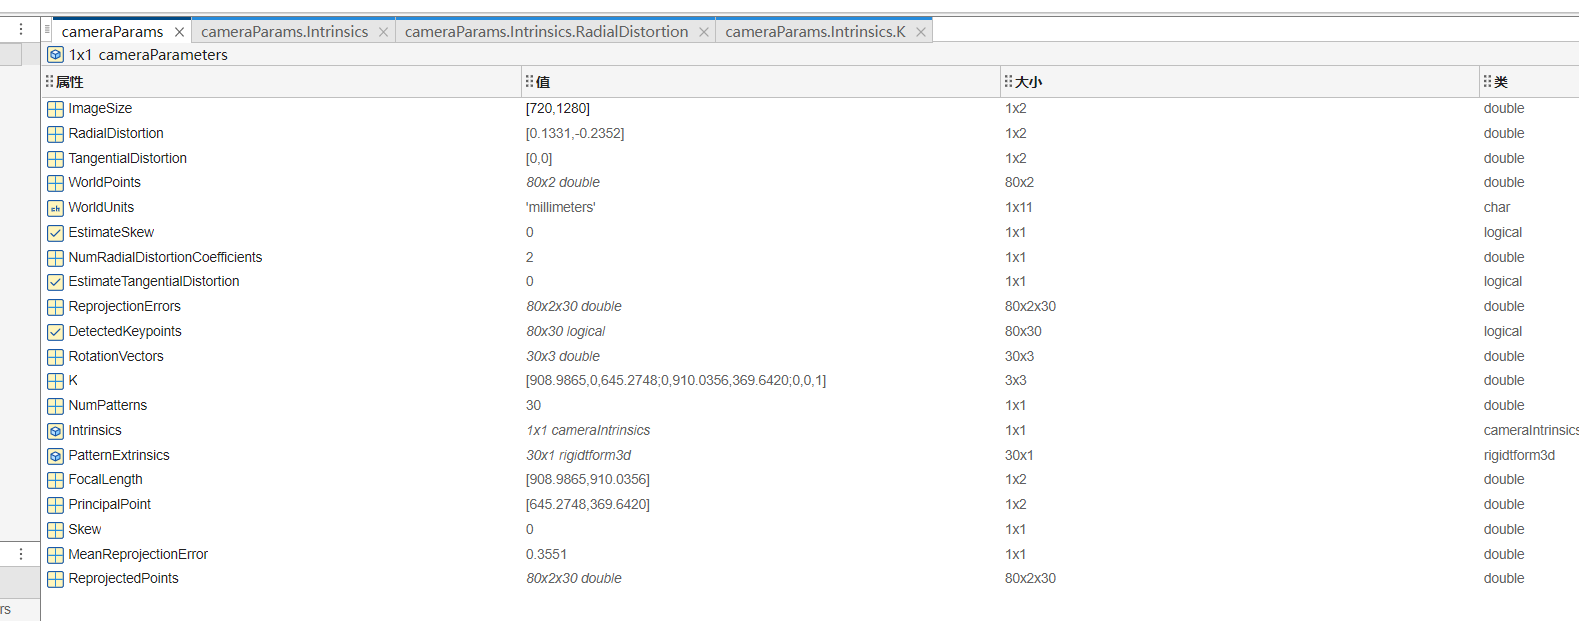 cameraParams × cameraParams.Intrinsics × cameraParams.Intrinsics.RadialDistortion × cameraParams.Intrinsics.K ×
1x1 cameraParameters
属性 值 大小 类
ImageSize [720,1280] 1x2 double
RadialDistortion [0.1331,-0.2352] 1x2 double
TangentialDistortion [0,0] 1x2 double
WorldPoints 80x2 double 80x2 double
WorldUnits 'millimeters' 1x11 char
EstimateSkew 0 1x1 logical
NumRadialDistortionCoefficients 2 1x1 double
EstimateTangentialDistortion 0 1x1 logical
ReprojectionErrors 80x2x30 double 80x2x30 double
DetectedKeypoints 80x30 logical 80x30 logical
RotationVectors 30x3 double 30x3 double
K [908.9865,0,645.2748;0,910.0356,369.6420;0,0,1] 3x3 double
NumPatterns 30 1x1 double
Intrinsics 1x1 cameraIntrinsics 1x1 cameraIntrinsics
PatternExtrinsics 30x1 rigidtform3d 30x1 rigidtform3d
FocalLength [908.9865,910.0356] 1x2 double
PrincipalPoint [645.2748,369.6420] 1x2 double
Skew 0 1x1 double
MeanReprojectionError 0.3551 1x1 double
ReprojectedPoints 80x2x30 double 80x2x30 double
rs